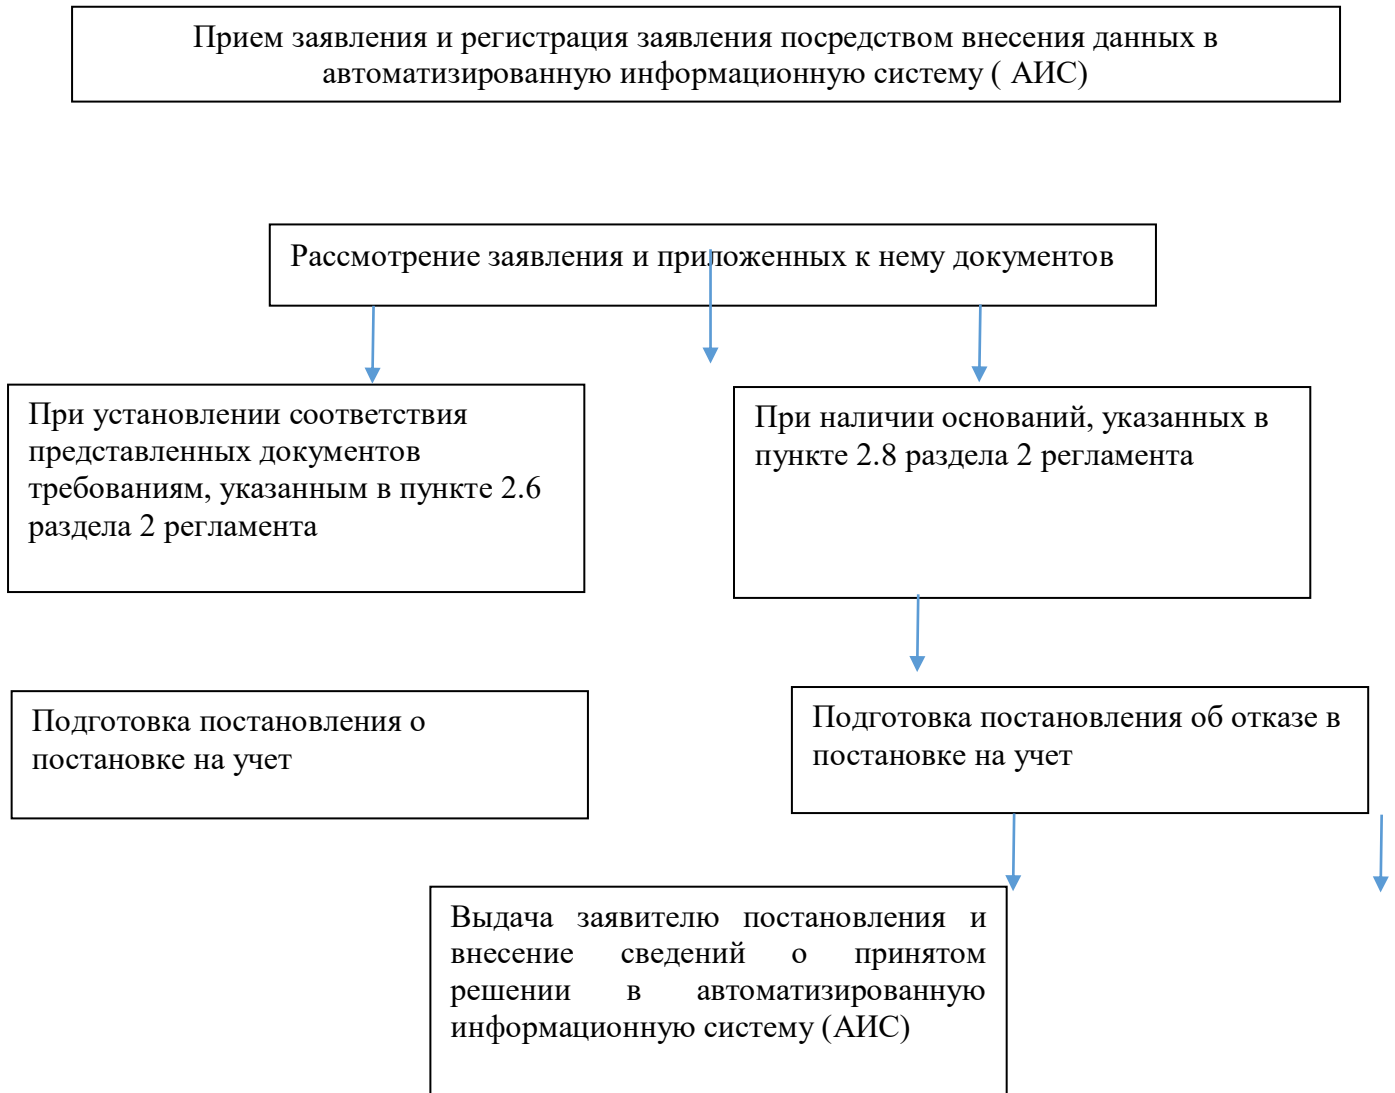 Прием заявления и регистрация заявления посредством внесения данных в
автоматизированную информационную систему ( АИС)
Рассмотрение заявления и приложенных к нему документов
При установлении соответствия
представленных документов
требованиям, указанным в пункте 2.6
раздела 2 регламента
При наличии оснований, указанных в
пункте 2.8 раздела 2 регламента
Подготовка постановления о
постановке на учет
Подготовка постановления об отказе в
постановке на учет
Выдача заявителю постановления и
внесение сведений о принятом
решении в автоматизированную
информационную систему (АИС)